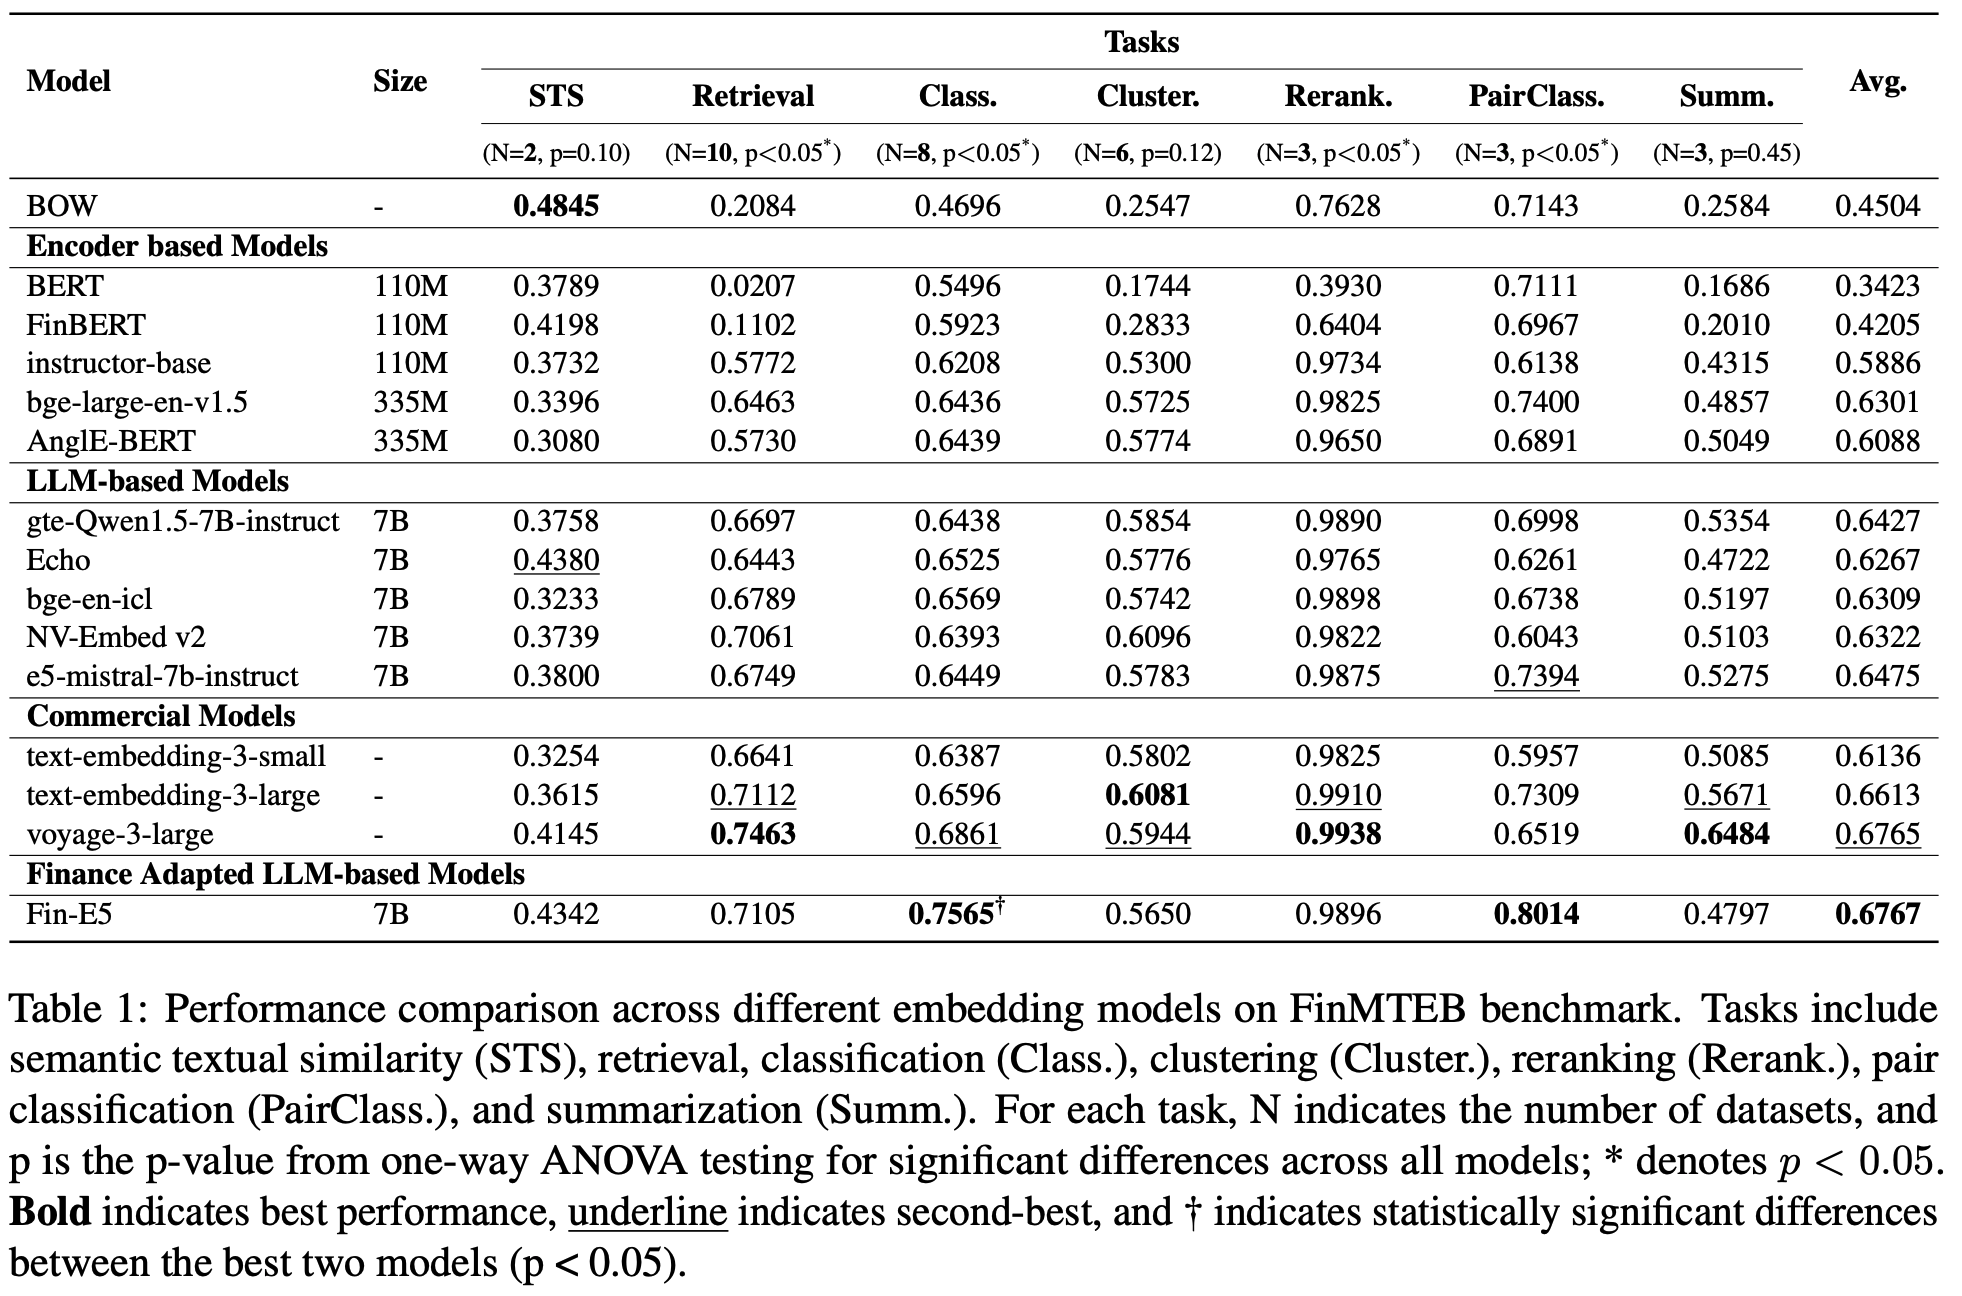 Tasks
Model Size STS Retrieval Class. Cluster. Rerank. PairClass. Summ. Avg.
(N=2, p=0.10) (N=10, p<0.05*) (N=8, p<0.05*) (N=6, p=0.12) (N=3, p<0.05*) (N=3, p<0.05*) (N=3, p=0.45)
BOW - 0.4845 0.2084 0.4696 0.2547 0.7628 0.7143 0.2584 0.4504
Encoder based Models
BERT 110M 0.3789 0.0207 0.5496 0.1744 0.3930 0.7111 0.1686 0.3423
FinBERT 110M 0.4198 0.1102 0.5923 0.2833 0.6404 0.6967 0.2010 0.4205
instructor-base 110M 0.3732 0.5772 0.6208 0.5300 0.9734 0.6138 0.4315 0.5886
bge-large-en-v1.5 335M 0.3396 0.6463 0.6436 0.5725 0.9825 0.7400 0.4857 0.6301
AnglE-BERT 335M 0.3080 0.5730 0.6439 0.5774 0.9650 0.6891 0.5049 0.6088
LLM-based Models
gte-Qwen1.5-7B-instruct 7B 0.3758 0.6697 0.6438 0.5854 0.9890 0.6998 0.5354 0.6427
Echo 7B 0.4380 0.6443 0.6525 0.5776 0.9765 0.6261 0.4722 0.6267
bge-en-icl 7B 0.3233 0.6789 0.6569 0.5742 0.9898 0.6738 0.5197 0.6309
NV-Embed v2 7B 0.3739 0.7061 0.6393 0.6096 0.9822 0.6043 0.5103 0.6322
e5-mistral-7b-instruct 7B 0.3800 0.6749 0.6449 0.5783 0.9875 0.7394 0.5275 0.6475
Commercial Models
text-embedding-3-small - 0.3254 0.6641 0.6387 0.5802 0.9825 0.5957 0.5085 0.6136
text-embedding-3-large - 0.3615 0.7112 0.6596 0.6081 0.9910 0.7309 0.5671 0.6613
voyage-3-large - 0.4145 0.7463 0.6861 0.5944 0.9938 0.6519 0.6484 0.6765
Finance Adapted LLM-based Models
Fin-E5 7B 0.4342 0.7105 0.7565† 0.5650 0.9896 0.8014 0.4797 0.6767
Table 1: Performance comparison across different embedding models on FinMTEB benchmark. Tasks include
semantic textual similarity (STS), retrieval, classification (Class.), clustering (Cluster.), reranking (Rerank.), pair
classification (PairClass.), and summarization (Summ.). For each task, N indicates the number of datasets, and
p is the p-value from one-way ANOVA testing for significant differences across all models; * denotes p < 0.05.
Bold indicates best performance, underline indicates second-best, and † indicates statistically significant differences
between the best two models (p < 0.05).